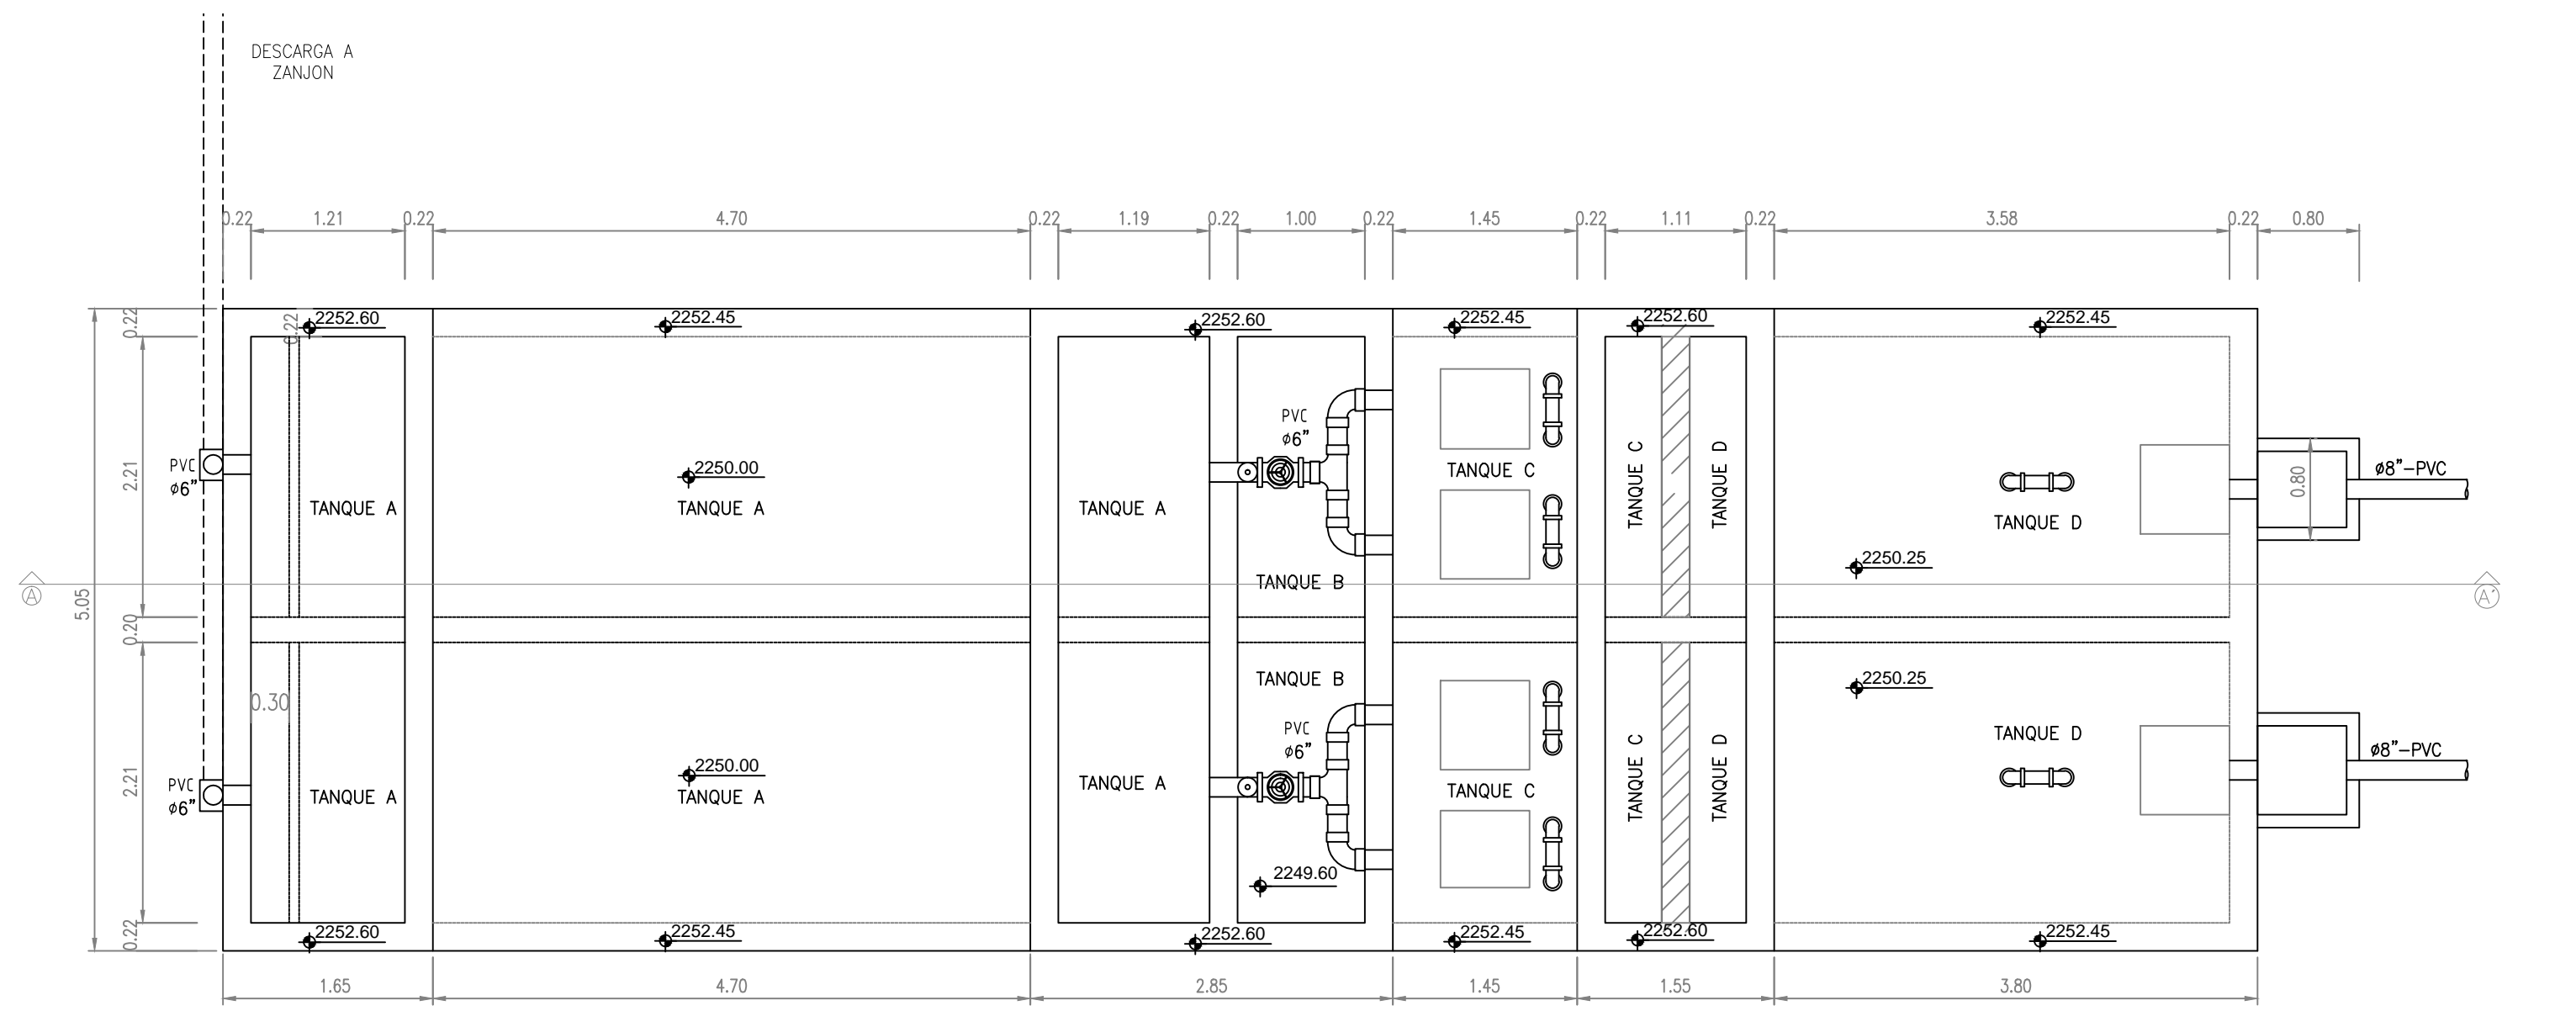 DESCARGA A
ZANJON
0.22
1.21
0.22
4.70
0.22
1.19
0.22
1.00
0.22
1.45
0.22
1.11
0.22
3.58
0.22
0.80
0.22
0.22
2252.60
2252.45
2252.60
2252.45
2252.60
2252.45
PVC
ø6"
PVC
ø6"
2.21
2250.00
TANQUE A
TANQUE A
TANQUE A
TANQUE C
TANQUE C
TANQUE D
TANQUE D
2250.25
0.80
ø8"-PVC
TANQUE B
A
A'
5.05
0.20
TANQUE B
2250.25
0.30
PVC
ø6"
PVC
ø6"
2.21
2250.00
TANQUE A
TANQUE A
TANQUE A
TANQUE C
TANQUE C
TANQUE D
TANQUE D
ø8"-PVC
2249.60
0.22
2252.60
2252.45
2252.60
2252.45
2252.60
2252.45
1.65
4.70
2.85
1.45
1.55
3.80